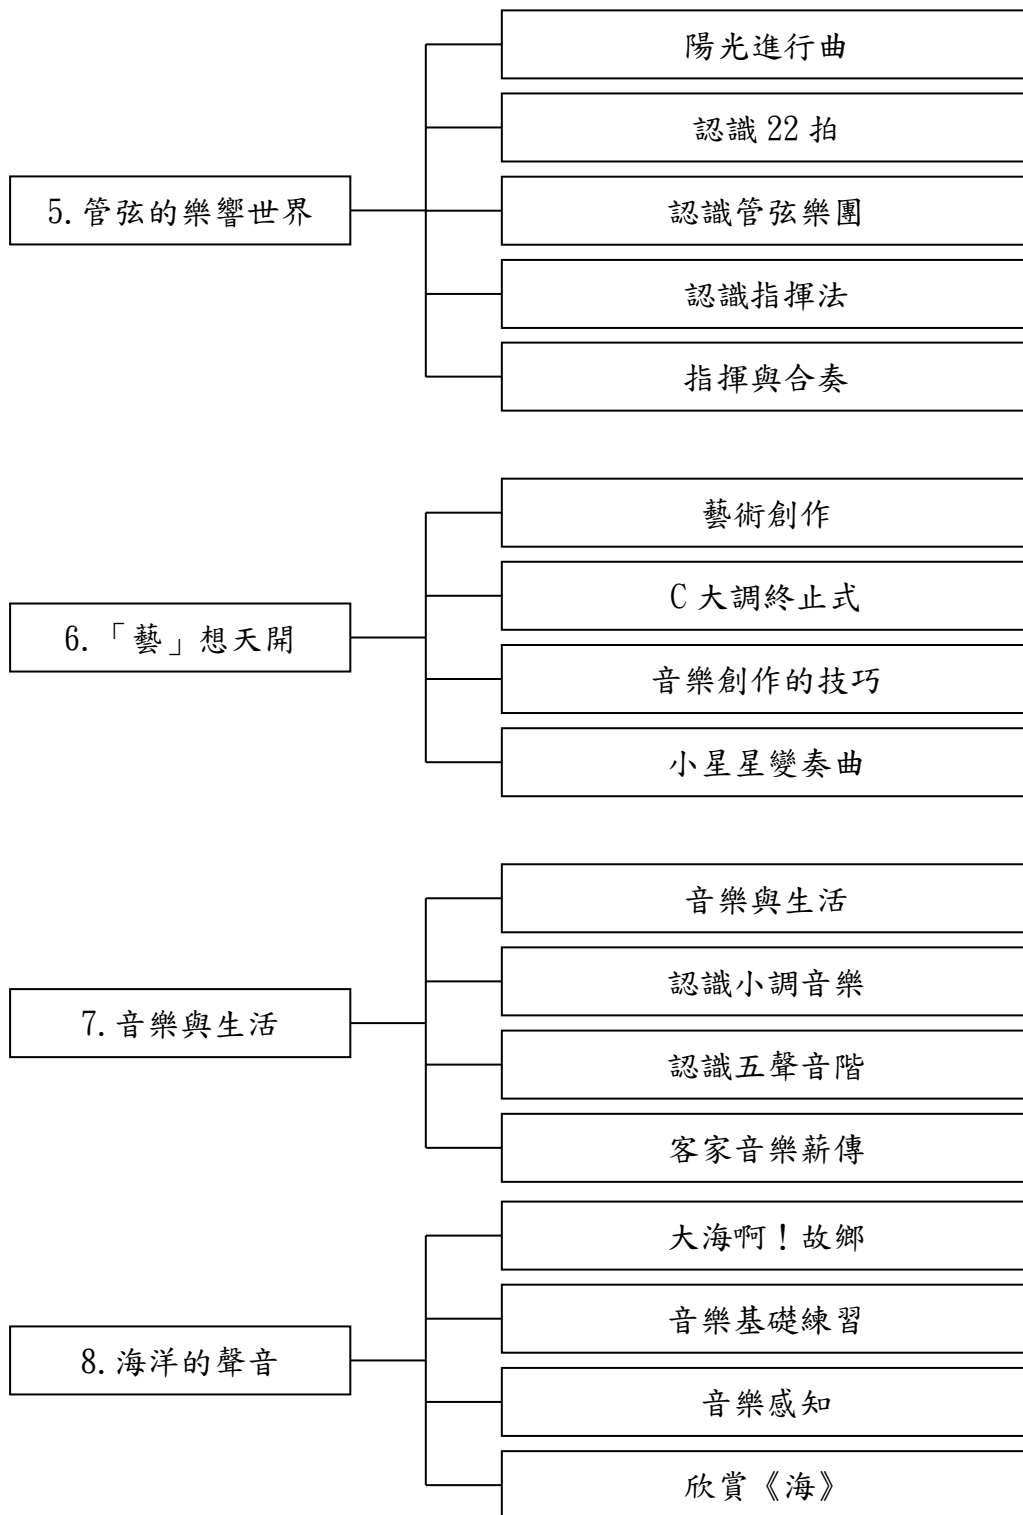 5.管弦的樂響世界
陽光進行曲
認識 22 拍
認識管弦樂團
認識指揮法
指揮與合奏
6.「藝」想天開
藝術創作
C 大調終止式
音樂創作的技巧
小星星變奏曲
7.音樂與生活
音樂與生活
認識小調音樂
認識五聲音階
客家音樂薪傳
8.海洋的聲音
大海啊！故鄉
音樂基礎練習
音樂感知
欣賞《海》